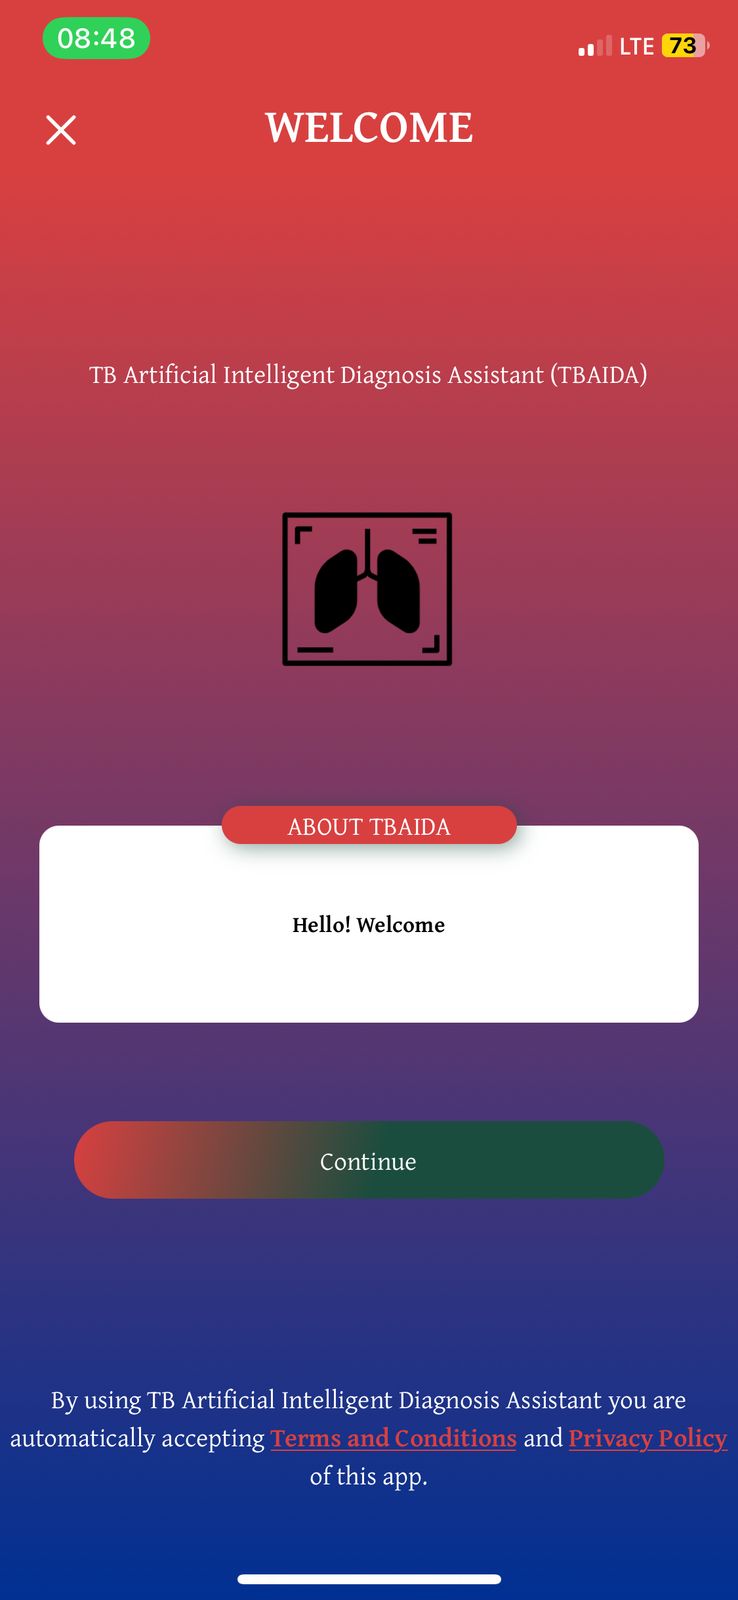 08:48
LTE 73
WELCOME
TB Artificial Intelligent Diagnosis Assistant (TBAIDA)
ABOUT TBAIDA
Hello! Welcome
Continue
By using TB Artificial Intelligent Diagnosis Assistant you are
automatically accepting Terms and Conditions and Privacy Policy
of this app.